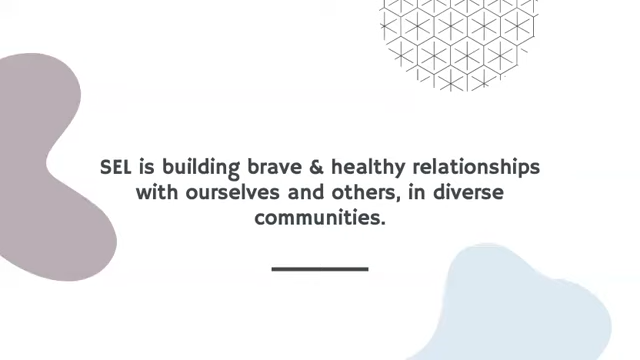 SEL is building brave & healthy relationships
with ourselves and others, in diverse
communities.